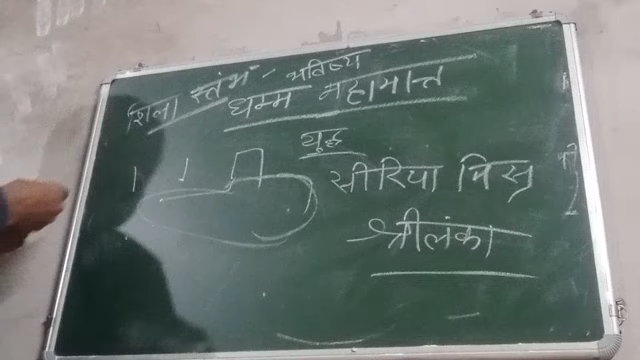 शिला स्तंभ - भविष्य
धम्म महामात्त
युद्ध
सीरिया मिस्र
श्रीलंका